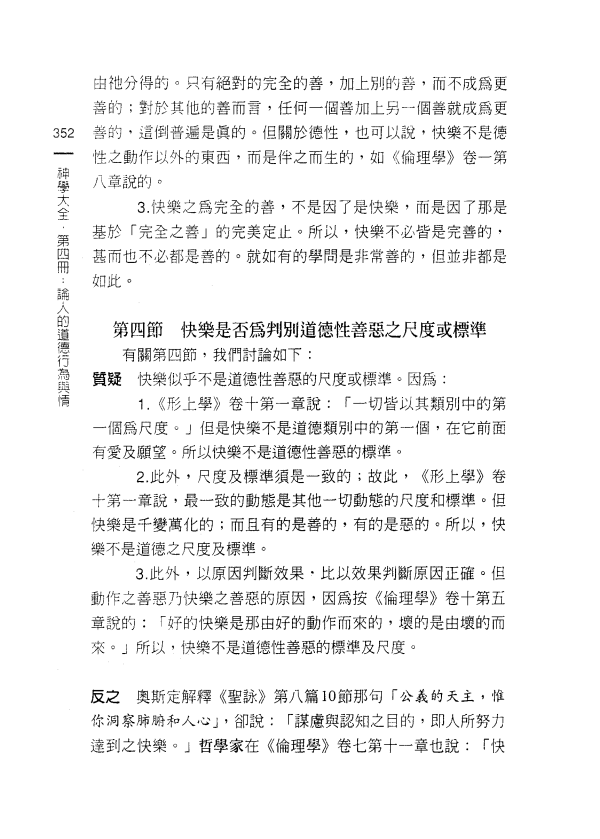 由祂分得的。只有絕對的完全的善，加上別的善，而不成爲更
善的；對於其他的善而言，任何一個善加上另一個善就成爲更
善的，這倒普遍是眞的。但關於德性，也可以說，快樂不是德
性之動作以外的東西，而是伴之而生的，如《倫理學》卷一第
八章說的。
3.快樂之爲完全的善，不是因了是快樂，而是因了那是
基於「完全之善」的完美定止。所以，快樂不必皆是完善的，
甚而也不必都是善的。就如有的學問是非常善的，但並非都是
如此。
第四節　快樂是否爲判別道德性善惡之尺度或標準
有關第四節，我們討論如下：
質疑　快樂似乎不是道德性善惡的尺度或標準。因爲：
1.《形上學》卷十第一章說：「一切皆以其類別中的第
一個爲尺度。」但是快樂不是道德類別中的第一個，在它前面
有愛及願望。所以快樂不是道德性善惡的標準。
2.此外，尺度及標準須是一致的；故此，《形上學》卷
十第一章說，最一致的動態是其他一切動態的尺度和標準。但
快樂是千變萬化的；而且有的是善的，有的是惡的。所以，快
樂不是道德之尺度及標準。
3.此外，以原因判斷效果，比以效果判斷原因正確。但
動作之善惡乃快樂之善惡的原因，因爲按《倫理學》卷十第五
章說的：「好的快樂是那由好的動作而來的，壞的是由壞的而
來。」所以，快樂不是道德性善惡的標準及尺度。
反之　奧斯定解釋《聖詠》第八篇10節那句「公義的天主，惟
你洞察肺腑和人心」，卻說：「謀慮與認知之目的，即人所努力
達到之快樂。」哲學家在《倫理學》卷七第十一章也說：「快
352
神學大全．第四冊：論人的道德行為與情